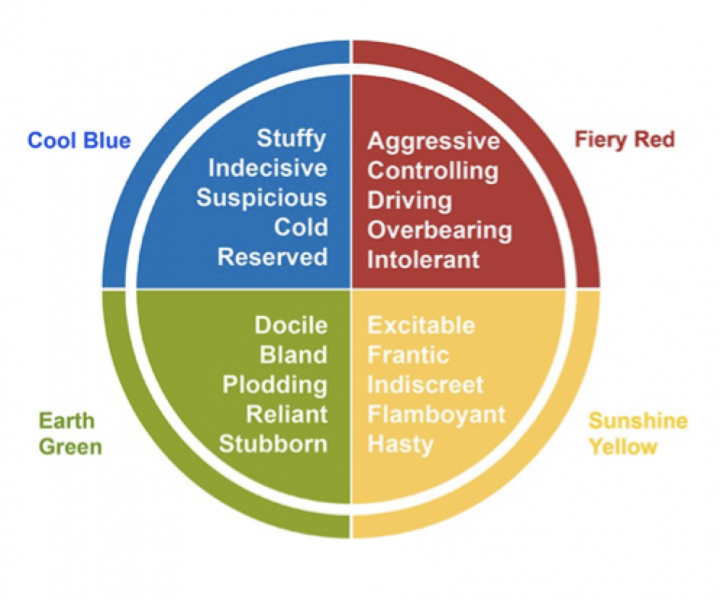 Cool Blue
Stuffy
Indecisive
Suspicious
Cold
Reserved
Fiery Red
Aggressive
Controlling
Driving
Overbearing
Intolerant
Earth
Green
Docile
Bland
Plodding
Reliant
Stubborn
Sunshine
Yellow
Excitable
Frantic
Indiscreet
Flamboyant
Hasty